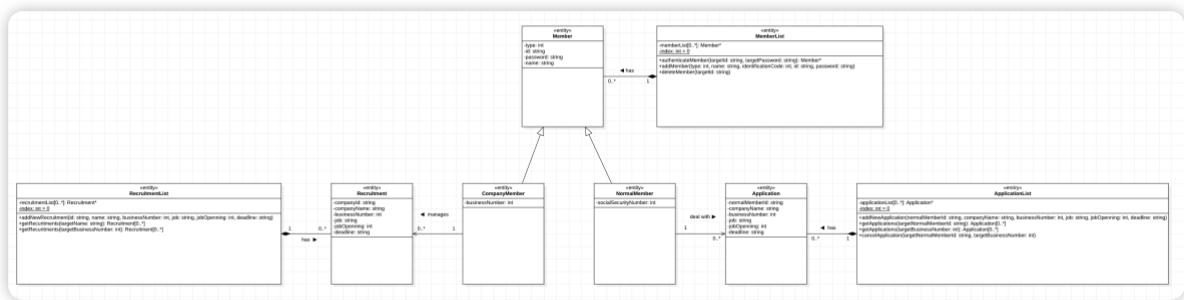 «entity»
Member
-type: int
-id: string
-password: string
-name: string
«entity»
MemberList
-memberList[0..*]: Member*
-index: int = 0
+authenticateMember(targetId: string, targetPassword: string): Member*
+addMember(type: int, name: string, identificationCode: int, id: string, password: string)
+deleteMember(targetId: string)
◄ has
0..*
1
«entity»
RecruitmentList
-recruitmentList[0..*]: Recruitment*
-index: int = 0
+addNewRecruitment(id: string, name: string, businessNumber: int, job: string, jobOpenning: int, deadline: string)
+getRecruitments(targetName: string): Recruitment[0..*]
+getRecruitments(targetBusinessNumber: int): Recruitment[0..*]
1
0..*
has ►
«entity»
Recruitment
-companyId: string
-companyName: string
-businessNumber: int
-job: string
-jobOpenning: int
-deadline: string
◄ manages
0..*
1
«entity»
CompanyMember
-businessNumber: int
«entity»
NormalMember
-socialSecurityNumber: int
deal with ►
1
0..*
«entity»
Application
-normalMemberId: string
-companyName: string
-businessNumber: int
-job: string
-jobOpenning: int
-deadline: string
◄ has
0..*
1
«entity»
ApplicationList
-applicationList[0..*]: Application*
-index: int = 0
+addNewApplication(normalMemberId: string, companyName: string, businessNumber: int, job: string, jobOpenning: int, deadline: string)
+getApplications(targetNormalMemberId: string): Application[0..*]
+getApplications(targetBusinessNumber: int): Application[0..*]
+cancelApplication(targetNormalMemberId: string, targetBusinessNumber: int)